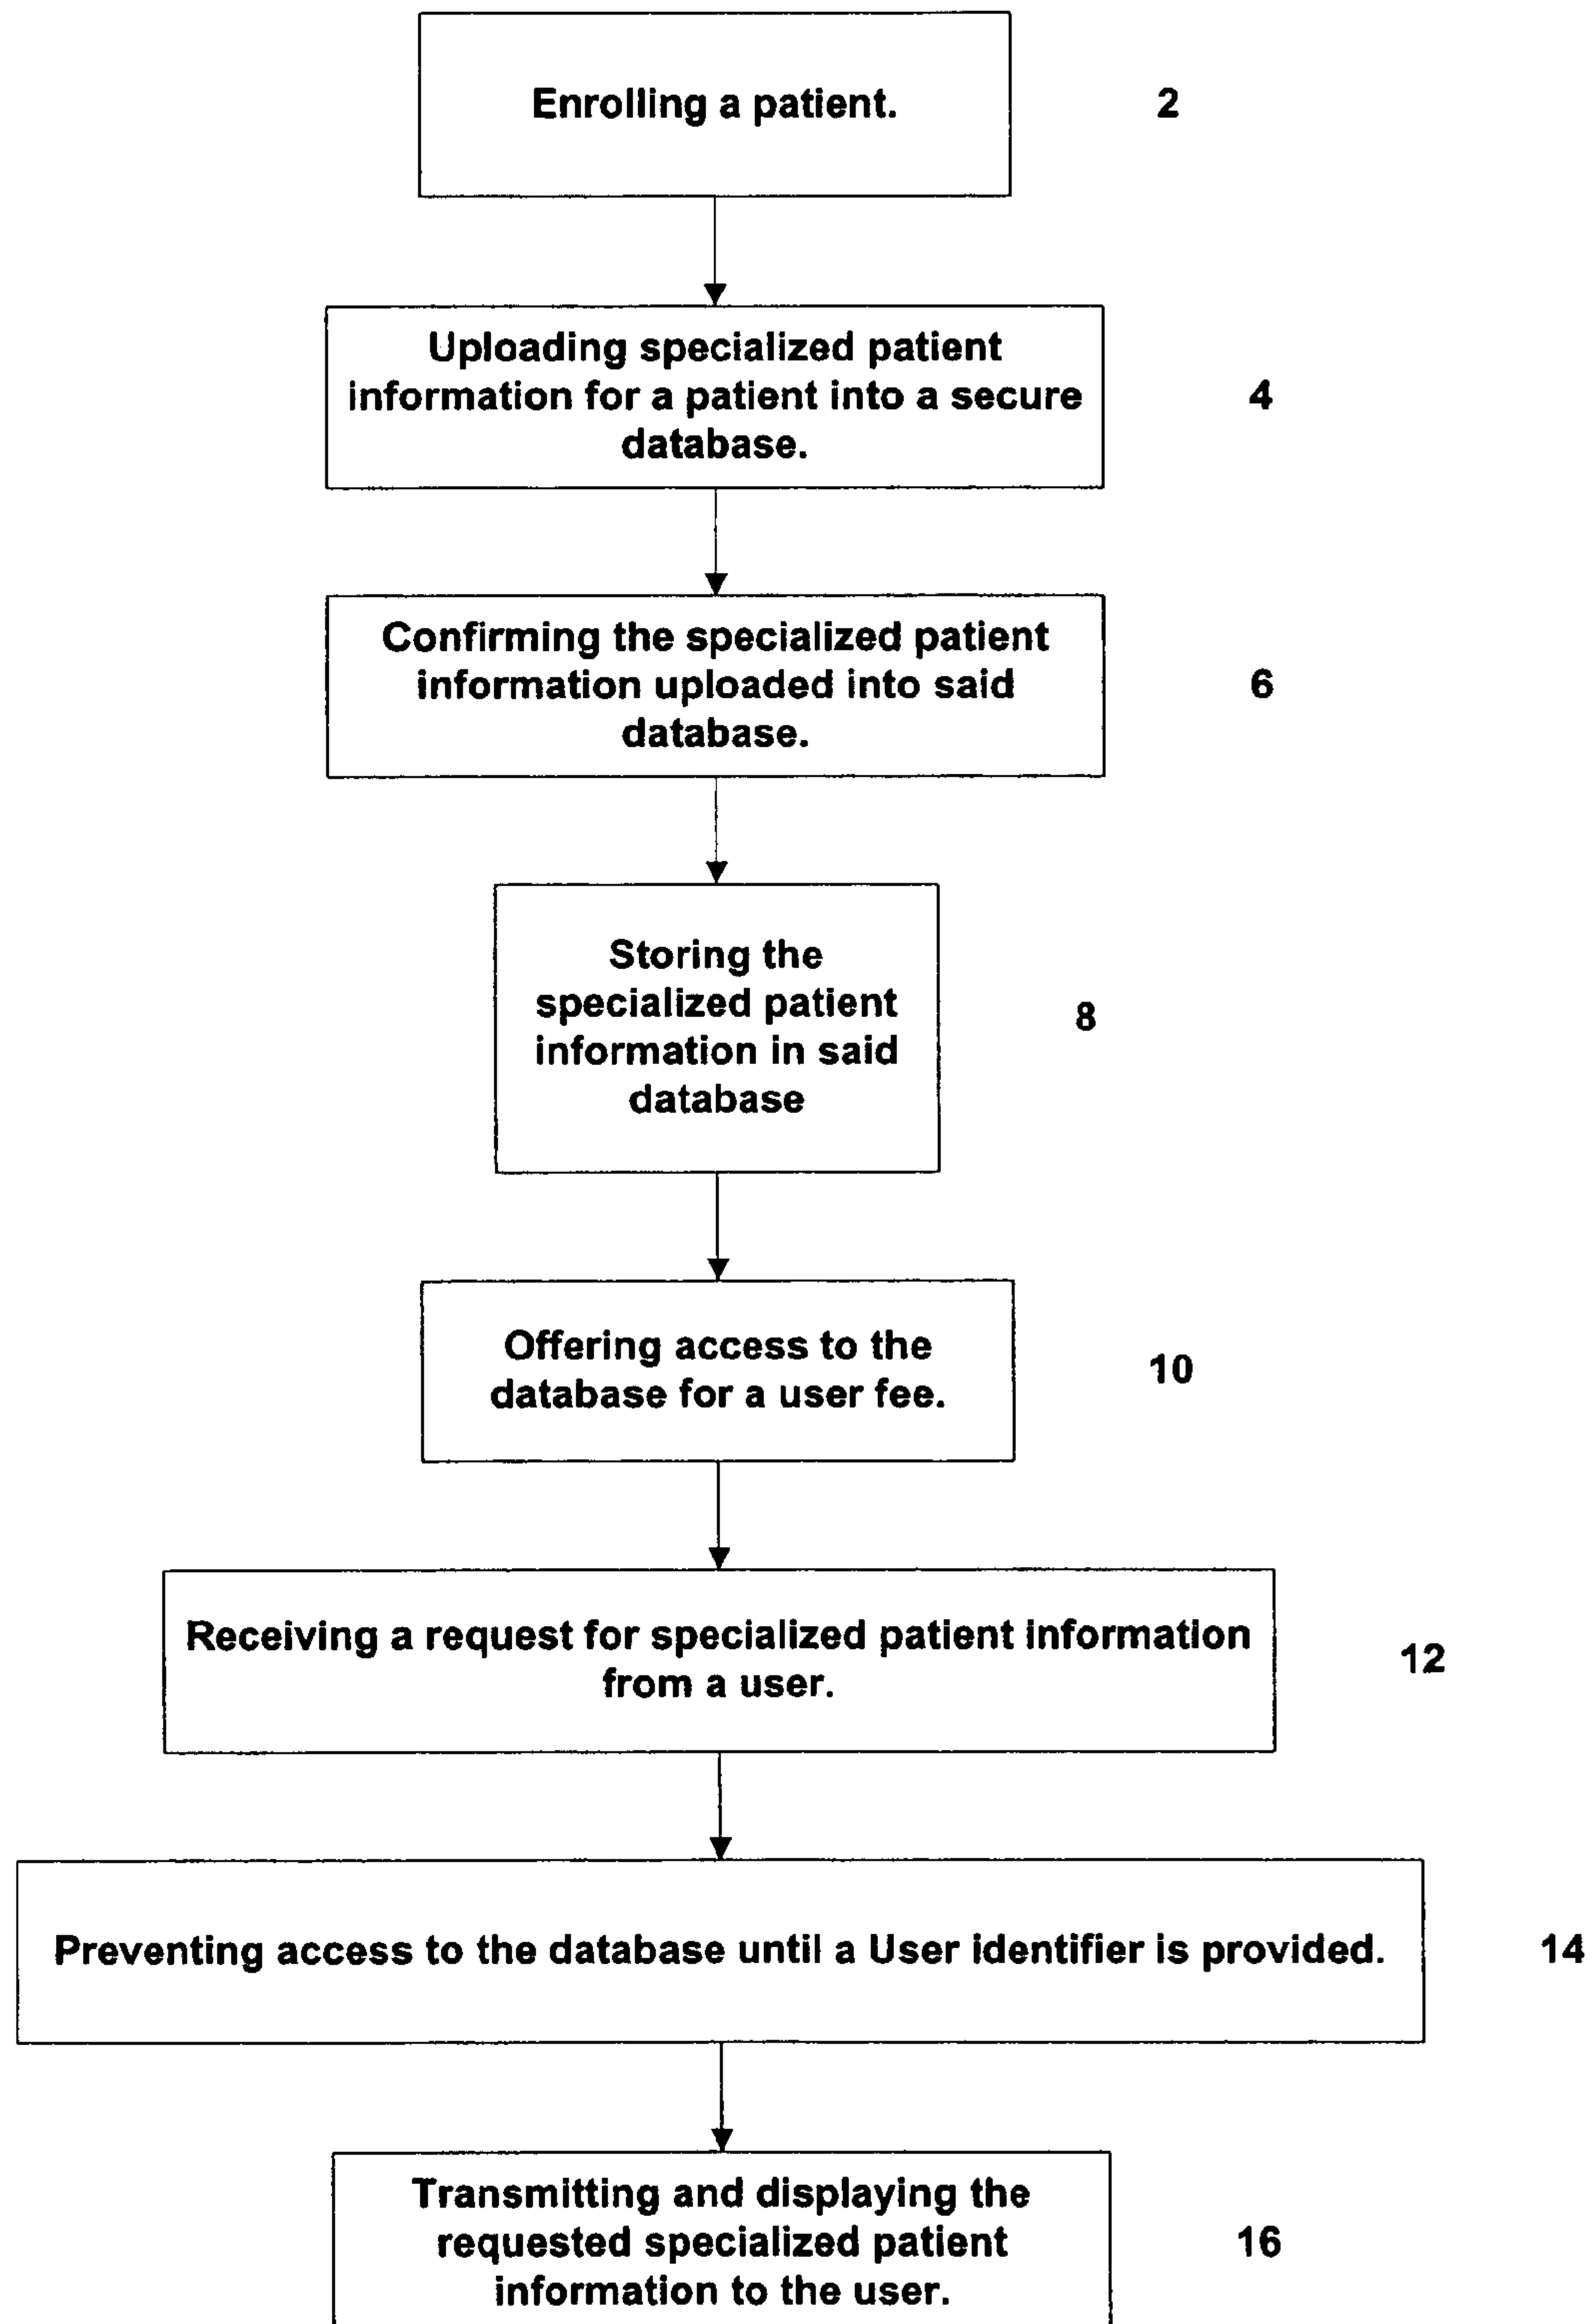 Enrolling a patient.
2
Uploading specialized patient
information for a patient into a secure
database.
4
Confirming the specialized patient
information uploaded into said
database.
6
Storing the
specialized patient
information in said
database
8
Offering access to the
database for a user fee.
10
Receiving a request for specialized patient information
from a user.
12
Preventing access to the database until a User identifier is provided.
14
Transmitting and displaying the
requested specialized patient
information to the user.
16